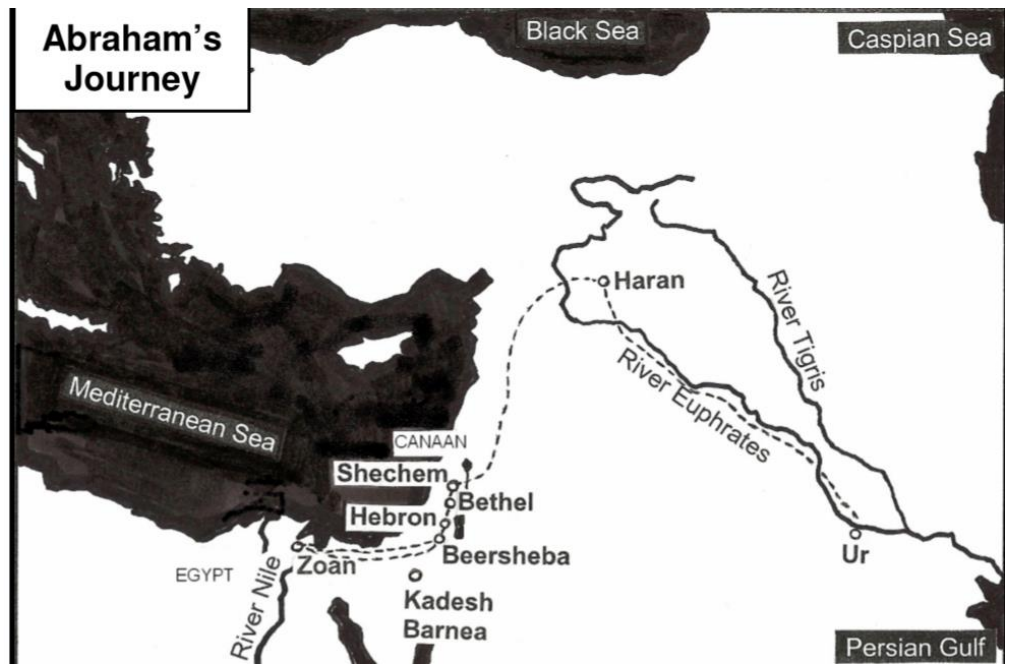 Abraham's
Journey
Black Sea
Caspian Sea
Haran
River Tigris
River Euphrates
Mediterranean Sea
CANAAN
Shechem
Bethel
Hebron
Beersheba
Ur
Zoan
EGYPT
River Nile
Kadesh
Barnea
Persian Gulf